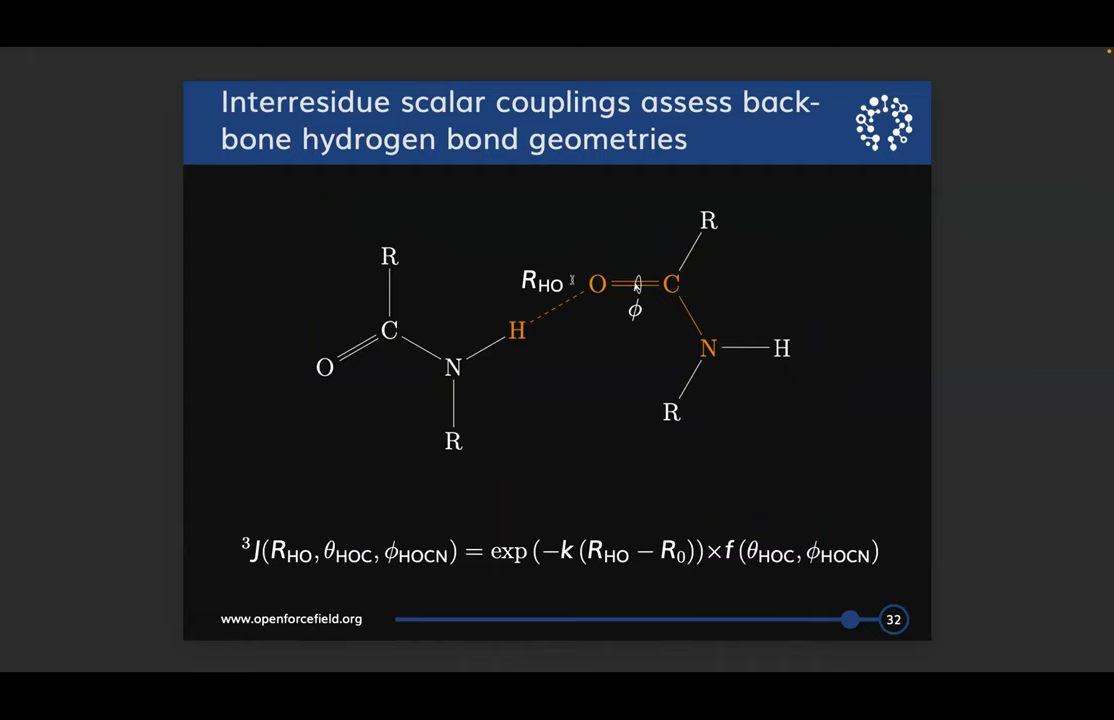 Interresidue scalar couplings assess back-
bone hydrogen bond geometries
R
R
R_HO
O
C
ϕ
C
H
O
N
N
H
R
R
³J(R_HO, θ_HOC, ϕ_HOCN) = exp (−k (R_HO − R₀))×f (θ_HOC, ϕ_HOCN)
www.openforcefield.org
32